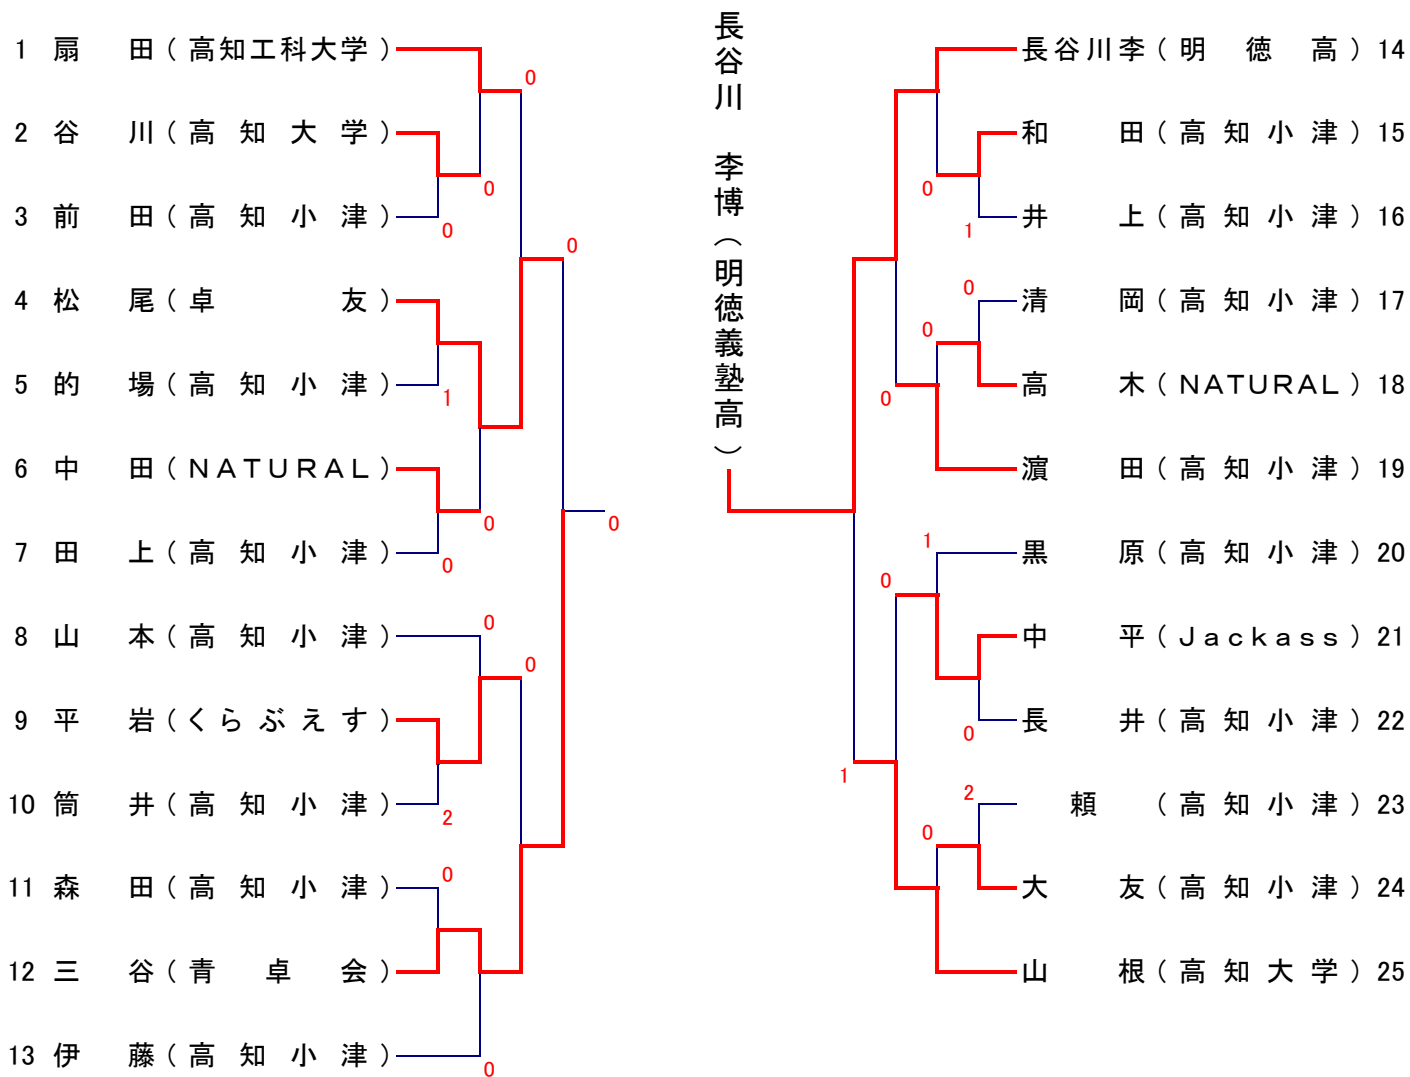 1 扇 田 ( 高知工科大学 )
0
2 谷 川 ( 高 知 大 学 )
0
3 前 田 ( 高 知 小 津 )
0
0
4 松 尾 ( 卓 友 )
5 的 場 ( 高 知 小 津 )
1
6 中 田 ( NATURAL )
0
7 田 上 ( 高 知 小 津 )
0
0
8 山 本 ( 高 知 小 津 )
0
0
9 平 岩 ( くらぶえす )
10 筒 井 ( 高 知 小 津 )
2
11 森 田 ( 高 知 小 津 )
0
12 三 谷 ( 青 卓 会 )
13 伊 藤 ( 高 知 小 津 )
0
長谷川 李博(明徳義塾高)
長谷川李 ( 明 徳 高 ) 14
和 田 ( 高 知 小 津 ) 15
0
井 上 ( 高 知 小 津 ) 16
1
0
清 岡 ( 高 知 小 津 ) 17
0
高 木 ( NATURAL ) 18
0
濵 田 ( 高 知 小 津 ) 19
1
黒 原 ( 高 知 小 津 ) 20
0
中 平 ( Jackass ) 21
長 井 ( 高 知 小 津 ) 22
0
1
2
頼 ( 高 知 小 津 ) 23
0
大 友 ( 高 知 小 津 ) 24
山 根 ( 高 知 大 学 ) 25